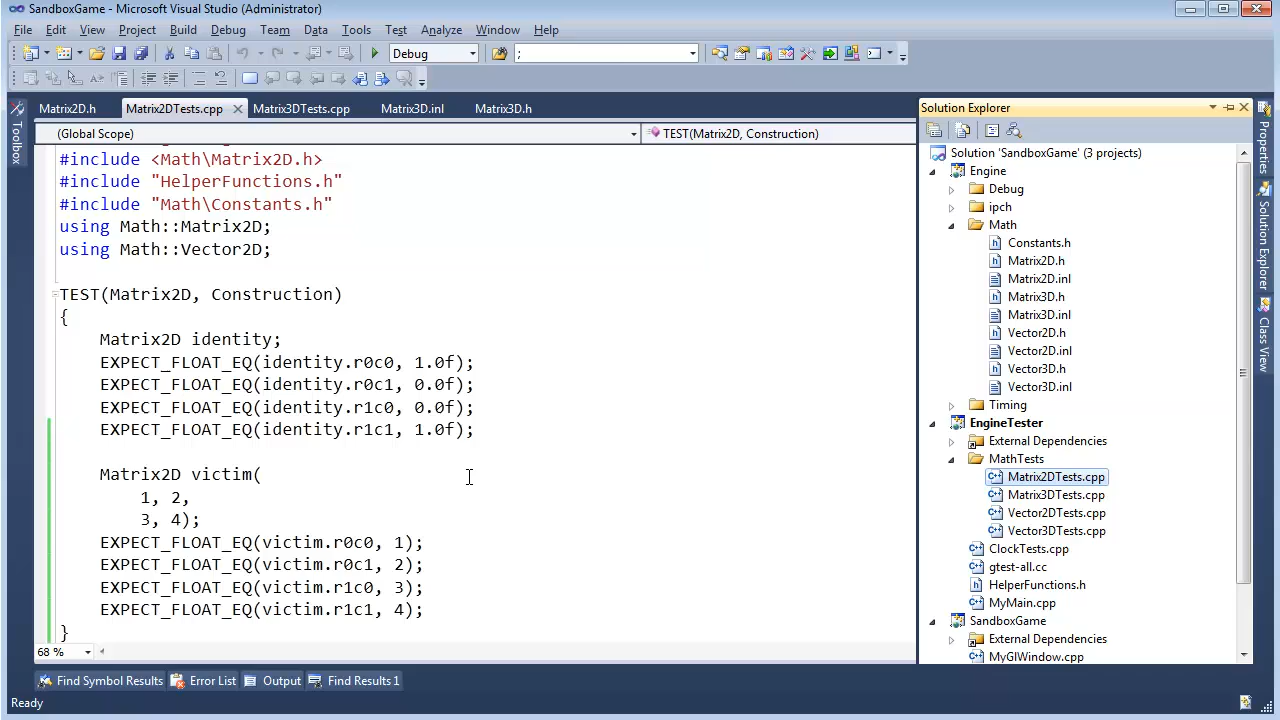 SandboxGame - Microsoft Visual Studio (Administrator)
File Edit View Project Build Debug Team Data Tools Test Analyze Window Help
Debug ;
Matrix2D.h Matrix2DTests.cpp Matrix3DTests.cpp Matrix3D.inl Matrix3D.h
(Global Scope) TEST(Matrix2D, Construction)
#include <Math\Matrix2D.h>
#include "HelperFunctions.h"
#include "Math\Constants.h"
using Math::Matrix2D;
using Math::Vector2D;
TEST(Matrix2D, Construction)
{
Matrix2D identity;
EXPECT_FLOAT_EQ(identity.r0c0, 1.0f);
EXPECT_FLOAT_EQ(identity.r0c1, 0.0f);
EXPECT_FLOAT_EQ(identity.r1c0, 0.0f);
EXPECT_FLOAT_EQ(identity.r1c1, 1.0f);
Matrix2D victim(
1, 2,
3, 4);
EXPECT_FLOAT_EQ(victim.r0c0, 1);
EXPECT_FLOAT_EQ(victim.r0c1, 2);
EXPECT_FLOAT_EQ(victim.r1c0, 3);
EXPECT_FLOAT_EQ(victim.r1c1, 4);
}
68 %
Toolbox
Solution Explorer
Solution 'SandboxGame' (3 projects)
Engine
Debug
ipch
Math
Constants.h
Matrix2D.h
Matrix2D.inl
Matrix3D.h
Matrix3D.inl
Vector2D.h
Vector2D.inl
Vector3D.h
Vector3D.inl
Timing
EngineTester
External Dependencies
MathTests
Matrix2DTests.cpp
Matrix3DTests.cpp
Vector2DTests.cpp
Vector3DTests.cpp
ClockTests.cpp
gtest-all.cc
HelperFunctions.h
MyMain.cpp
SandboxGame
External Dependencies
MyGlWindow.cpp
Properties
Solution Explorer
Class View
Find Symbol Results Error List Output Find Results 1
Ready